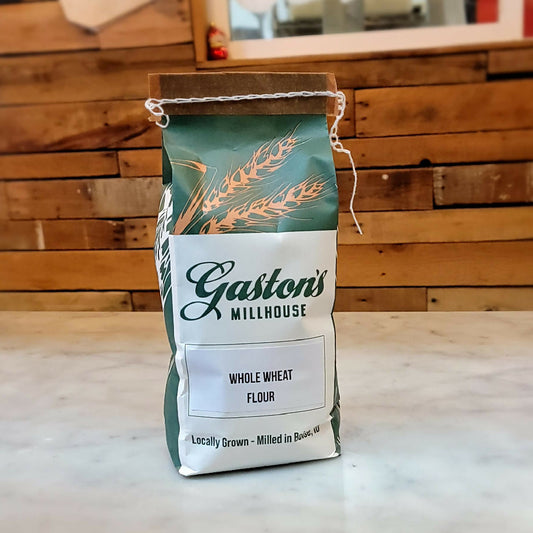 Gaston's
MILLHOUSE
WHOLE WHEAT
FLOUR
Locally Grown - Milled in Boise, ID